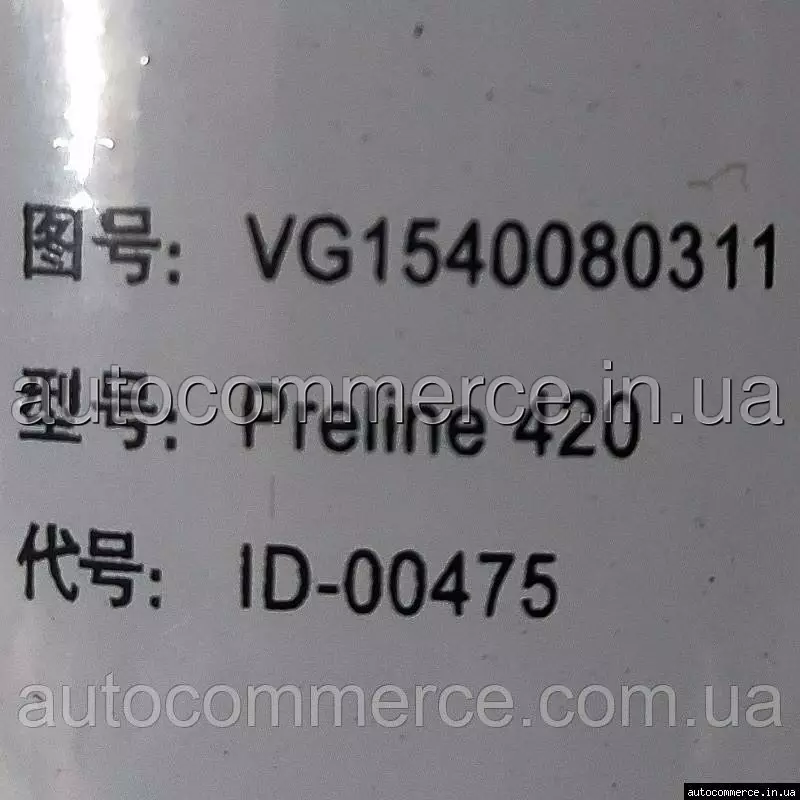 图号: VG1540080311
型号: Preline 420
autocommerce.in.ua
代号: ID-00475
autocommerce.in.ua
autocommerce.in.ua